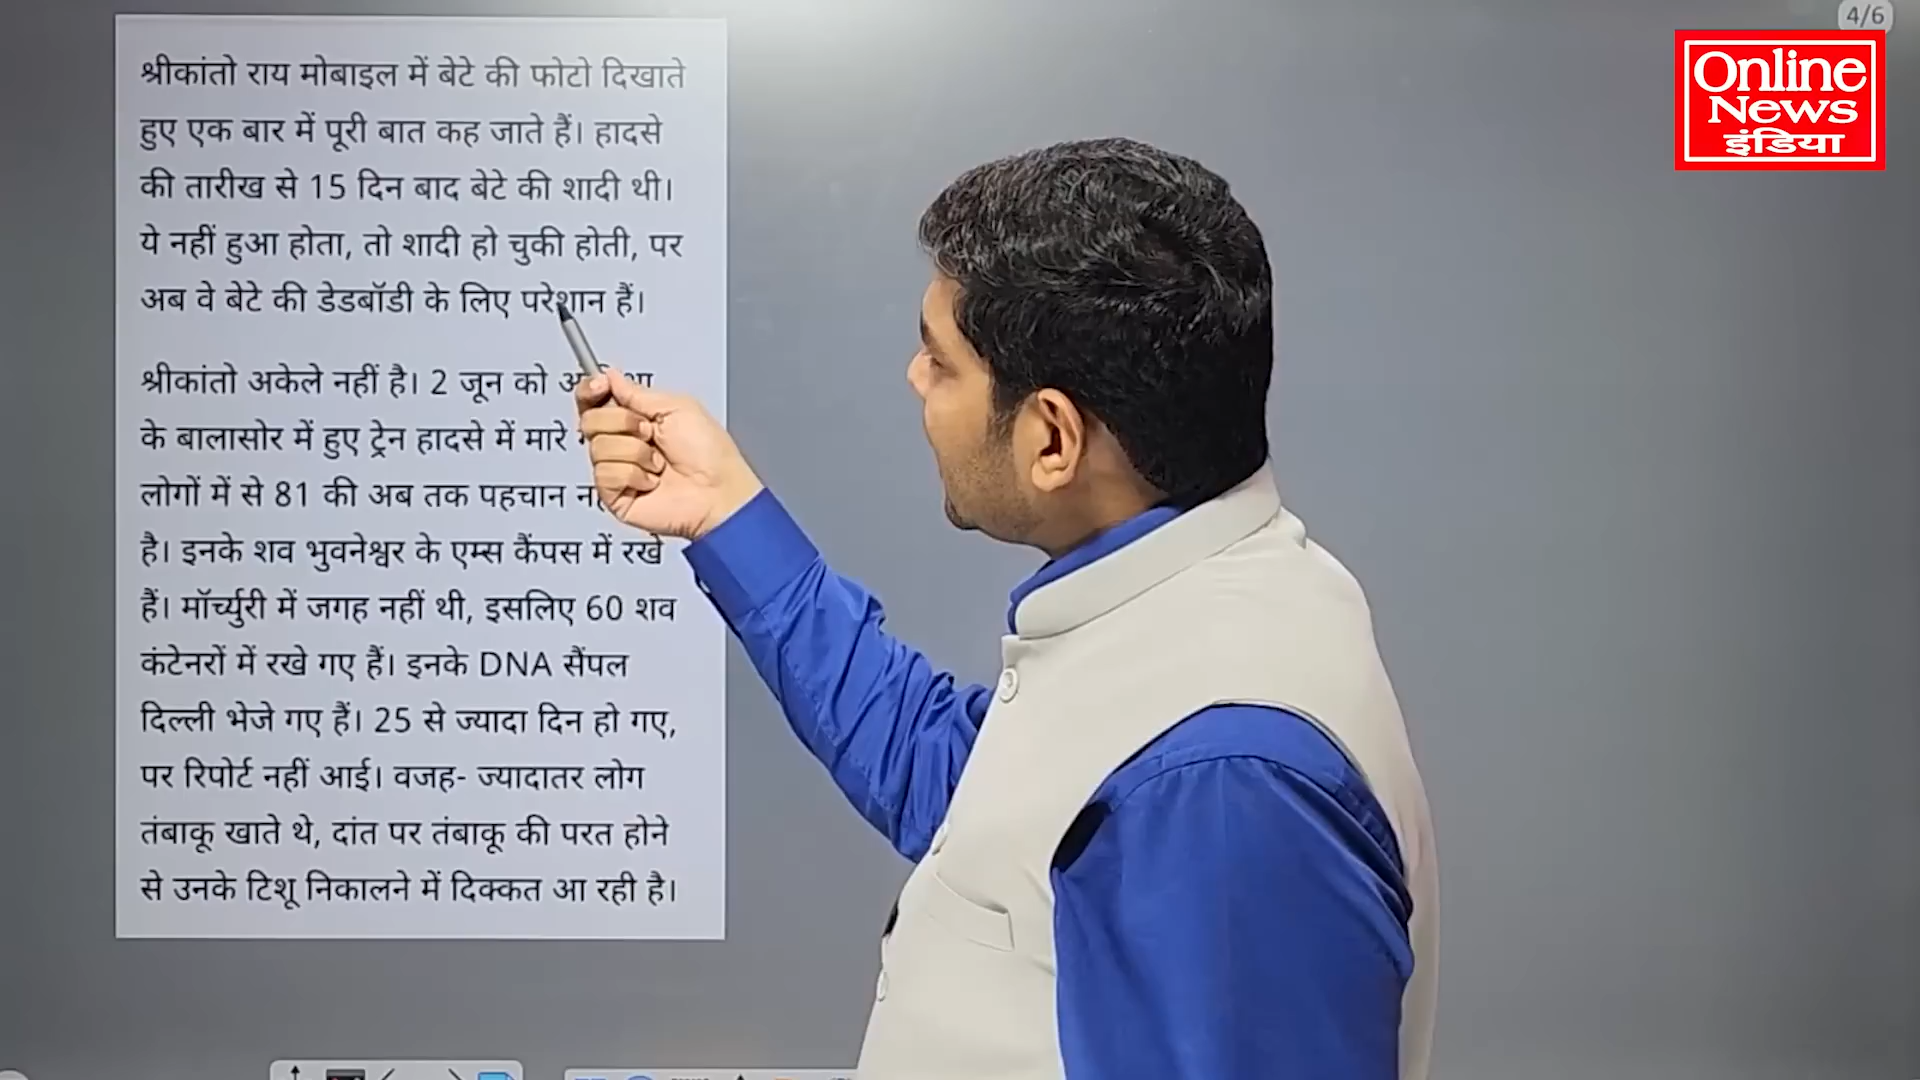 4/6
Online
News
इंडिया
श्रीकांतो राय मोबाइल में बेटे की फोटो दिखाते
हुए एक बार में पूरी बात कह जाते हैं। हादसे
की तारीख से 15 दिन बाद बेटे की शादी थी।
ये नहीं हुआ होता, तो शादी हो चुकी होती, पर
अब वे बेटे की डेडबॉडी के लिए परेशान हैं।
श्रीकांतो अकेले नहीं है। 2 जून को
के बालासोर में हुए ट्रेन हादसे में मारे
लोगों में से 81 की अब तक पहचान
है। इनके शव भुवनेश्वर के एम्स कैंपस में रखे
हैं। मॉर्च्युरी में जगह नहीं थी, इसलिए 60 शव
कंटेनरों में रखे गए हैं। इनके DNA सैंपल
दिल्ली भेजे गए हैं। 25 से ज्यादा दिन हो गए,
पर रिपोर्ट नहीं आई। वजह- ज्यादातर लोग
तंबाकू खाते थे, दांत पर तंबाकू की परत होने
से उनके टिशू निकालने में दिक्कत आ रही है।